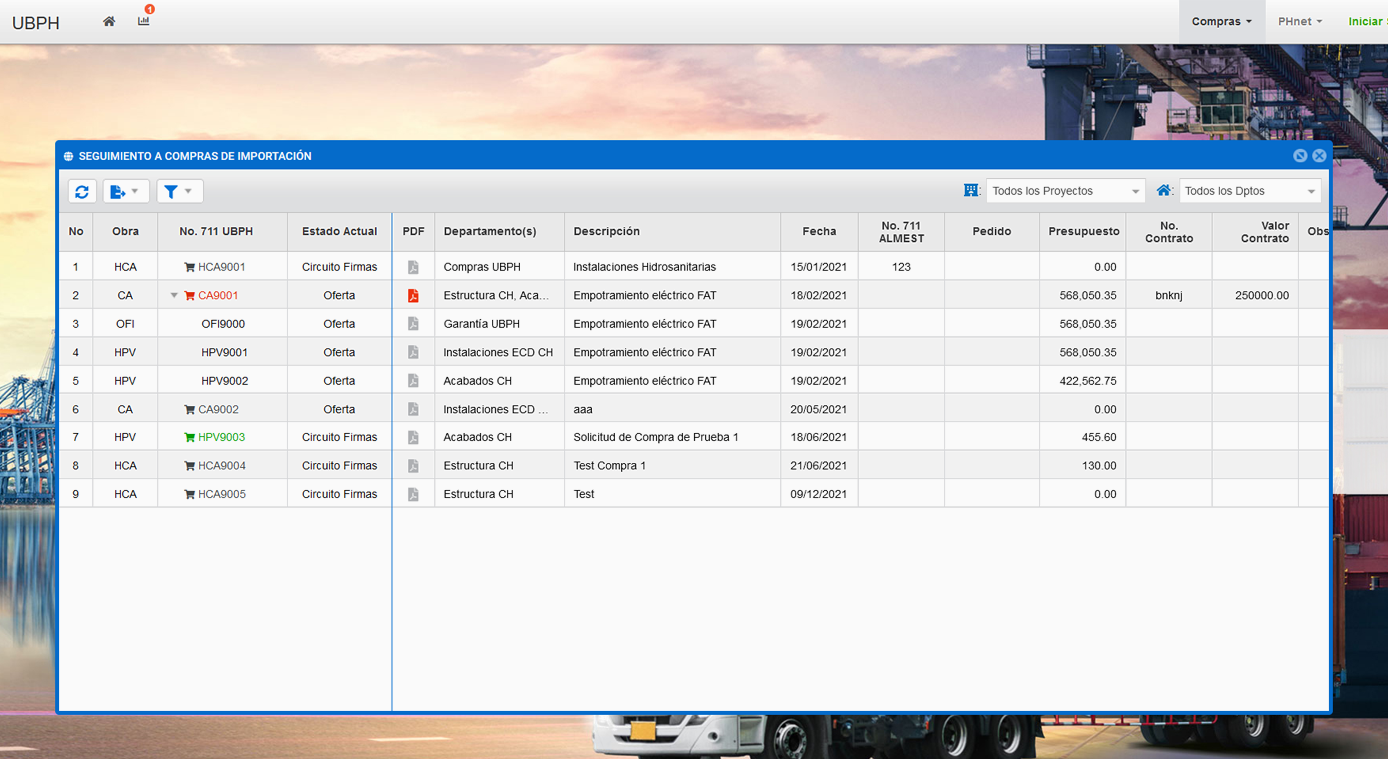 UBPH 1 Compras PHnet Iniciar
SEGUIMIENTO A COMPRAS DE IMPORTACIÓN
: Todos los Proyectos : Todos los Dptos
No Obra No. 711 UBPH Estado Actual PDF Departamento(s) Descripción Fecha No. 711 ALMEST Pedido Presupuesto No. Contrato Valor Contrato Obs
1 HCA HCA9001 Circuito Firmas Compras UBPH Instalaciones Hidrosanitarias 15/01/2021 123 0.00
2 CA CA9001 Oferta Estructura CH, Aca... Empotramiento eléctrico FAT 18/02/2021 568,050.35 bnknj 250000.00
3 OFI OFI9000 Oferta Garantía UBPH Empotramiento eléctrico FAT 19/02/2021 568,050.35
4 HPV HPV9001 Oferta Instalaciones ECD CH Empotramiento eléctrico FAT 19/02/2021 568,050.35
5 HPV HPV9002 Oferta Acabados CH Empotramiento eléctrico FAT 19/02/2021 422,562.75
6 CA CA9002 Oferta Instalaciones ECD ... aaa 20/05/2021 0.00
7 HPV HPV9003 Circuito Firmas Acabados CH Solicitud de Compra de Prueba 1 18/06/2021 455.60
8 HCA HCA9004 Circuito Firmas Estructura CH Test Compra 1 21/06/2021 130.00
9 HCA HCA9005 Circuito Firmas Estructura CH Test 09/12/2021 0.00